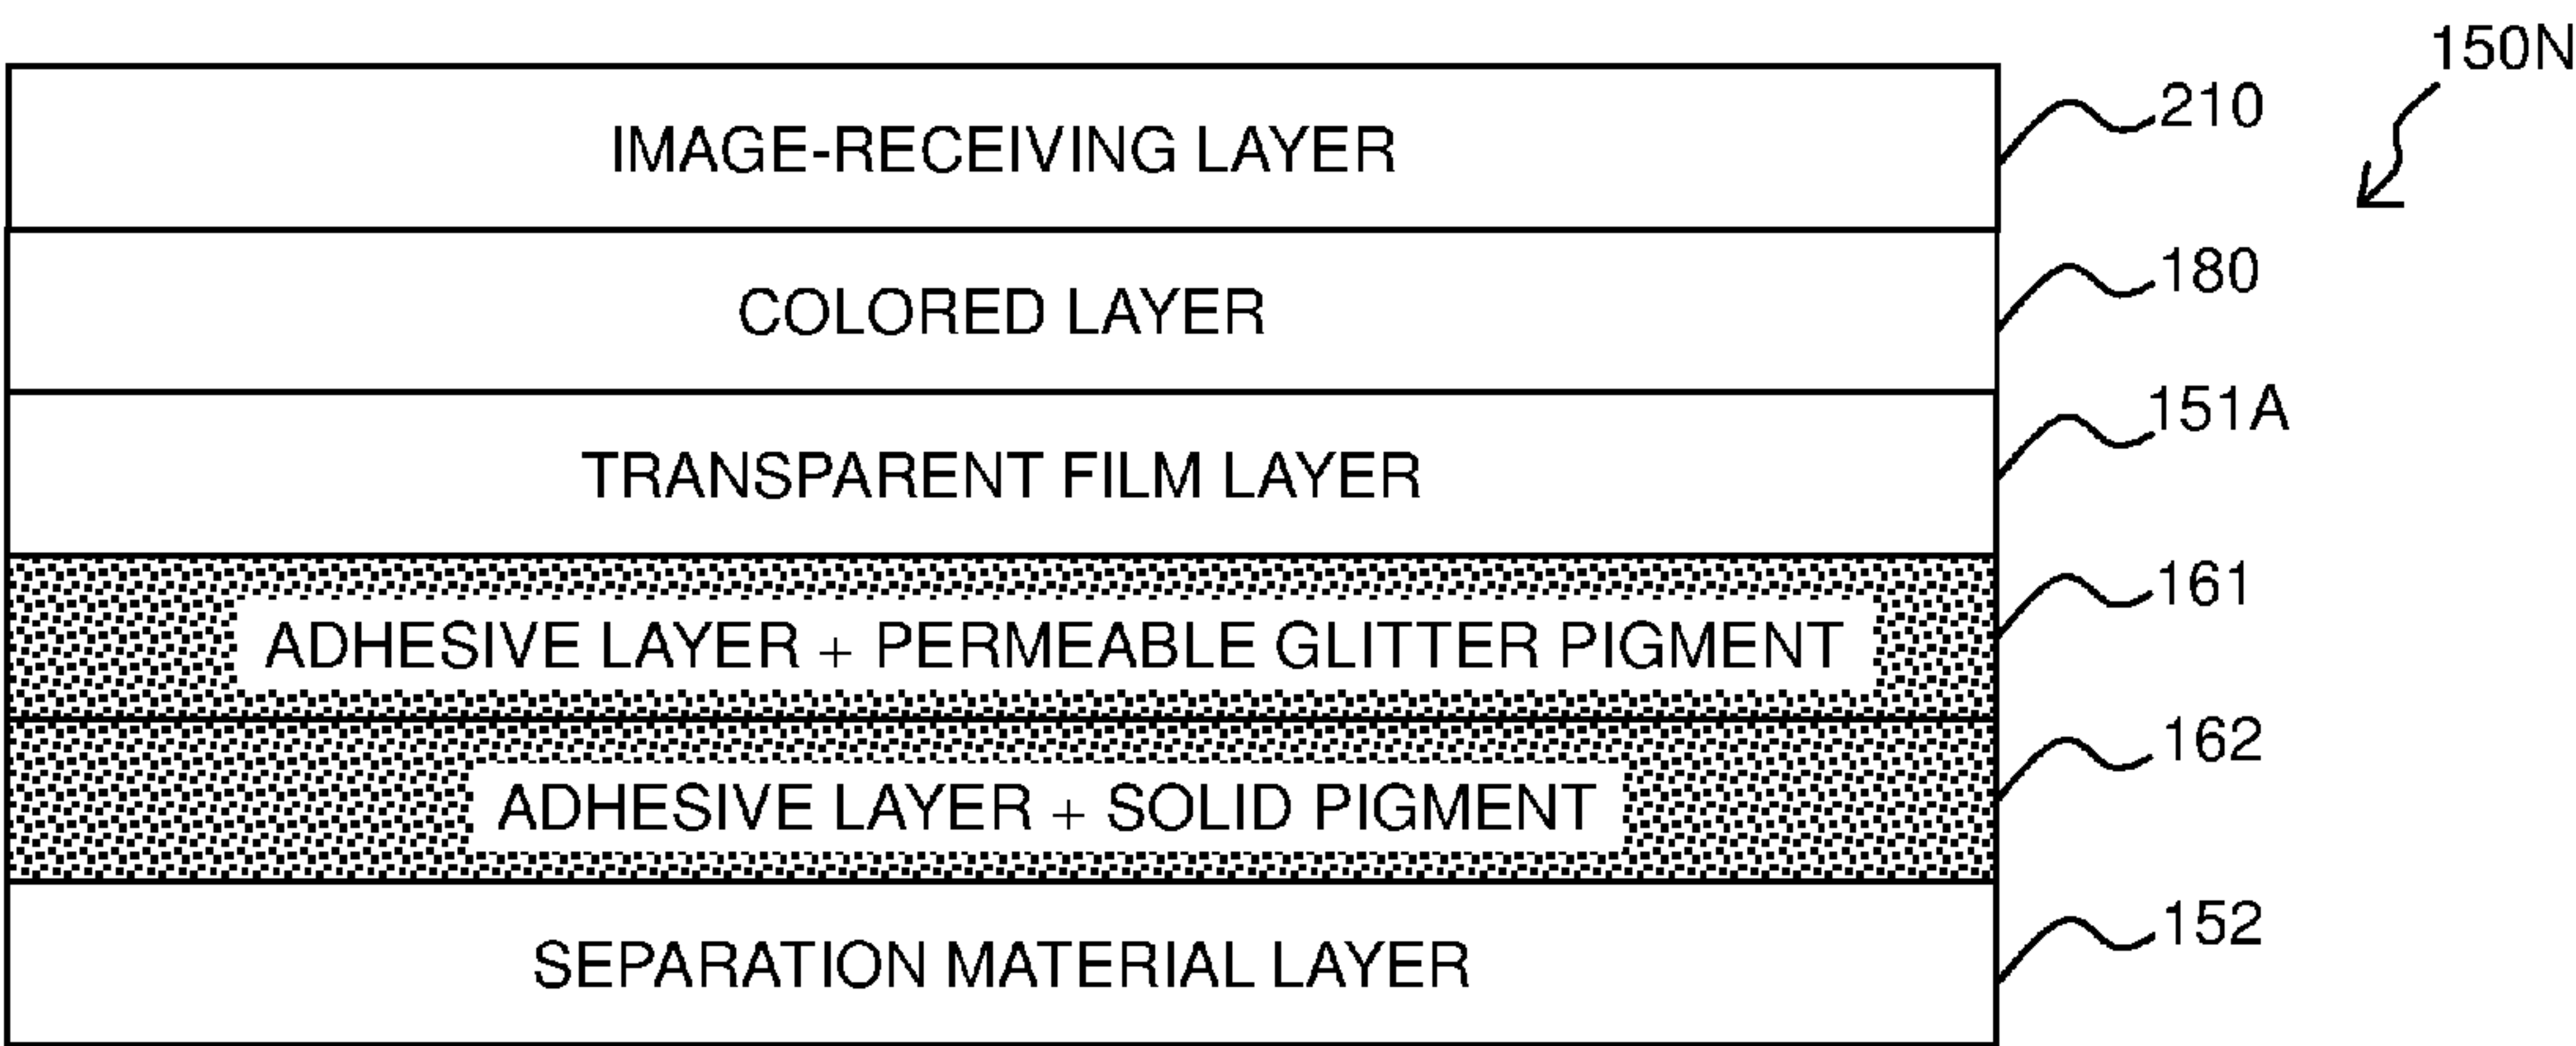 150N
IMAGE-RECEIVING LAYER
210
COLORED LAYER
180
TRANSPARENT FILM LAYER
151A
ADHESIVE LAYER + PERMEABLE GLITTER PIGMENT
161
ADHESIVE LAYER + SOLID PIGMENT
162
SEPARATION MATERIAL LAYER
152